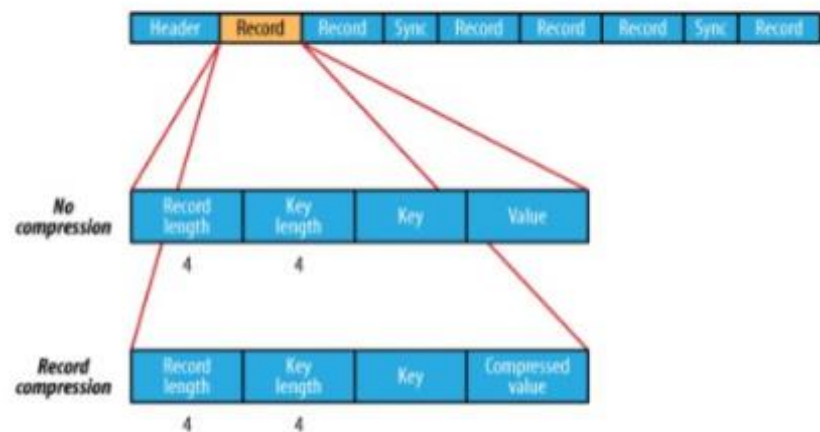 Header Record Record Sync Record Record Record Sync Record
No
compression
Record
length
Key
length
Key
Value
4 4
Record
compression
Record
length
Key
length
Key
Compressed
value
4 4